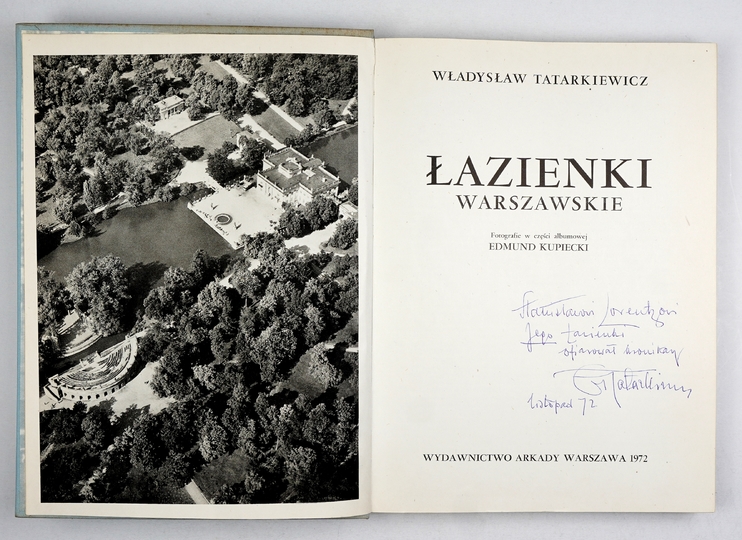 WŁADYSŁAW TATARKIEWICZ
ŁAZIENKI
WARSZAWSKIE
Fotografie w części albumowej
EDMUND KUPIECKI
Stanisławowi Lorentzowi
Jego Łazienki
ofiarował kronikarz
Wł Tatarkiewicz
listopad 72
WYDAWNICTWO ARKADY WARSZAWA 1972